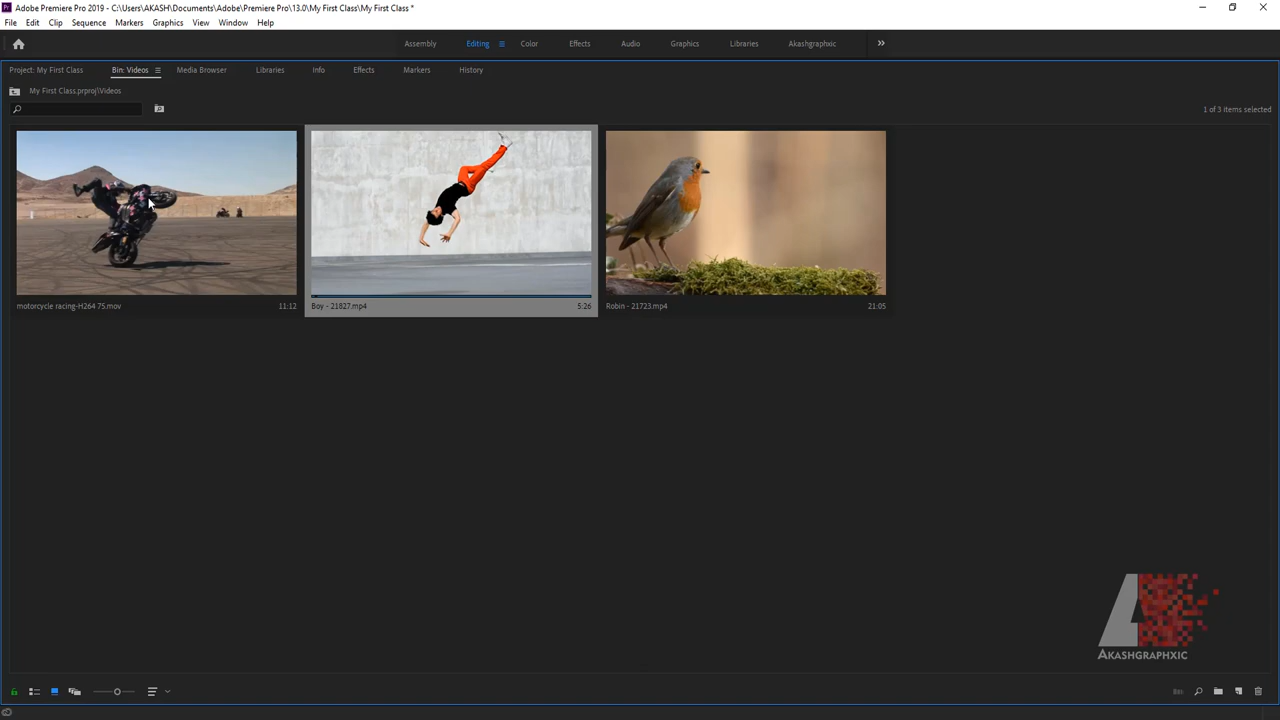 Adobe Premiere Pro 2019 - C:\Users\AKASH\Documents\Adobe\Premiere Pro\13.0\My First Class\My First Class *
File Edit Clip Sequence Markers Graphics View Window Help
Assembly Editing Color Effects Audio Graphics Libraries Akashgraphxic
Project: My First Class Bin: Videos Media Browser Libraries Info Effects Markers History
My First Class.prproj\Videos
1 of 3 items selected
motorcycle racing-H264 75.mov 11:12 Boy - 21827.mp4 5:26 Robin - 21723.mp4 21:05
AKASHGRAPHXIC